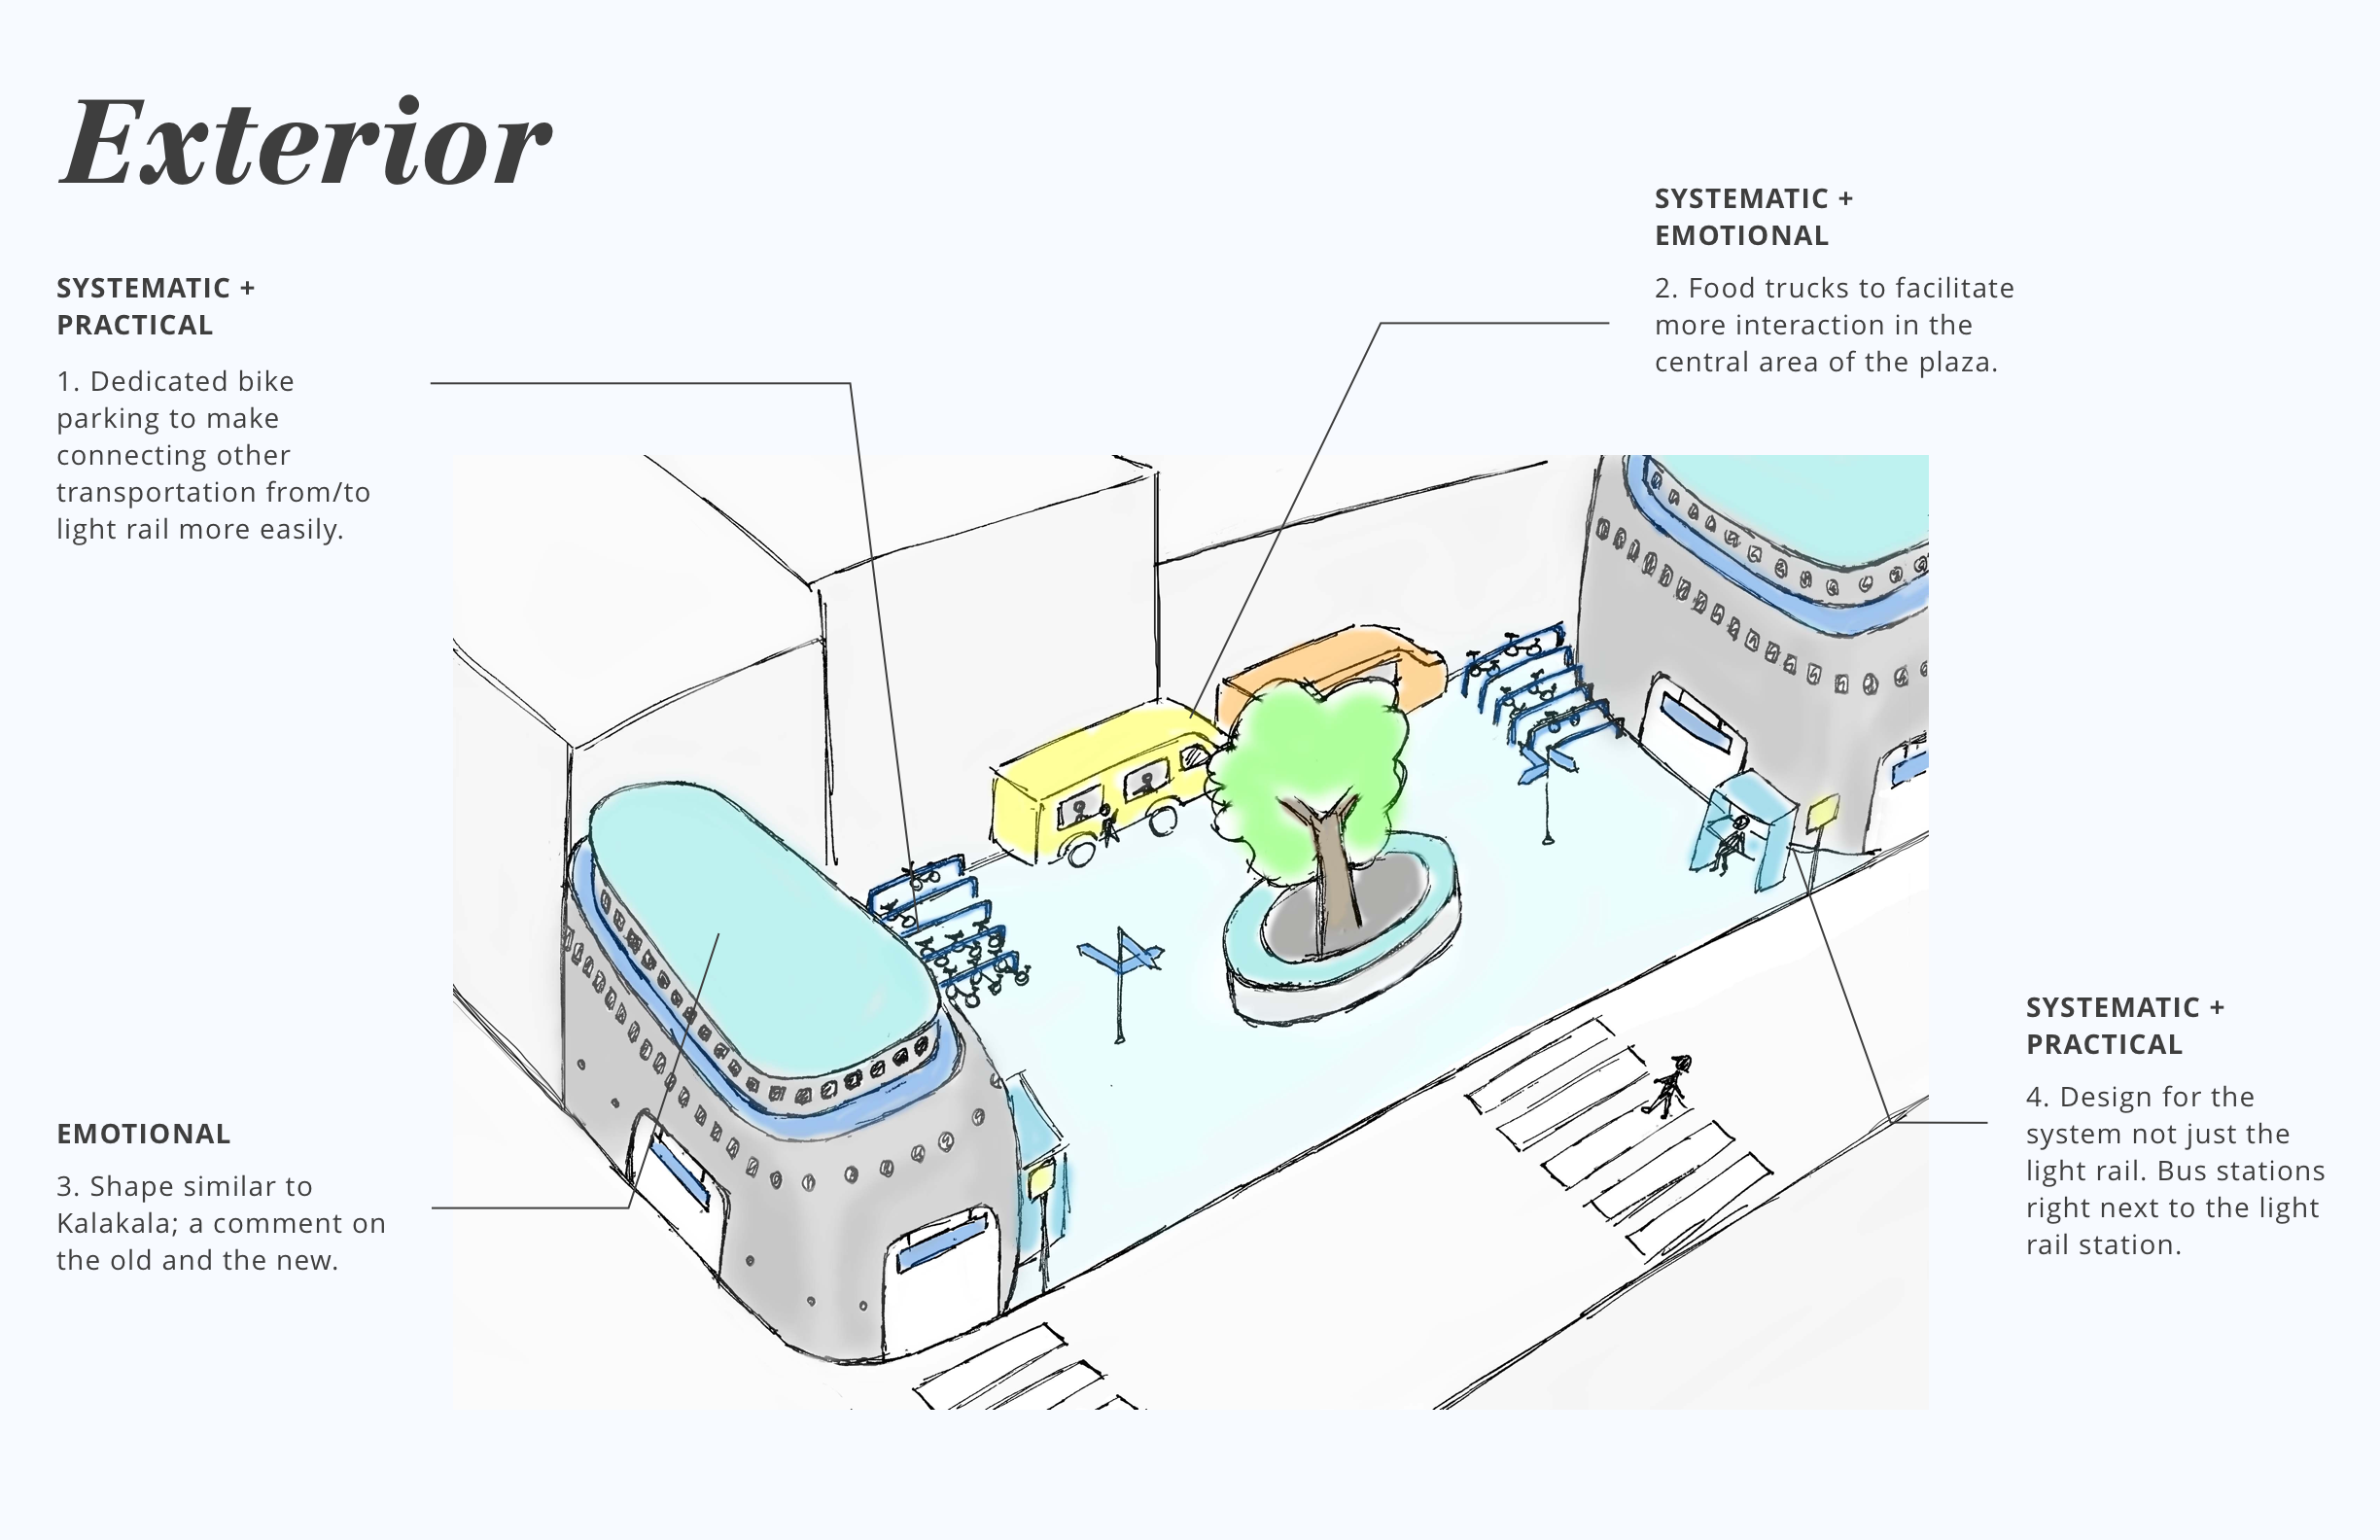 Exterior
SYSTEMATIC +
PRACTICAL
1. Dedicated bike
parking to make
connecting other
transportation from/to
light rail more easily.
SYSTEMATIC +
EMOTIONAL
2. Food trucks to facilitate
more interaction in the
central area of the plaza.
EMOTIONAL
3. Shape similar to
Kalakala; a comment on
the old and the new.
SYSTEMATIC +
PRACTICAL
4. Design for the
system not just the
light rail. Bus stations
right next to the light
rail station.